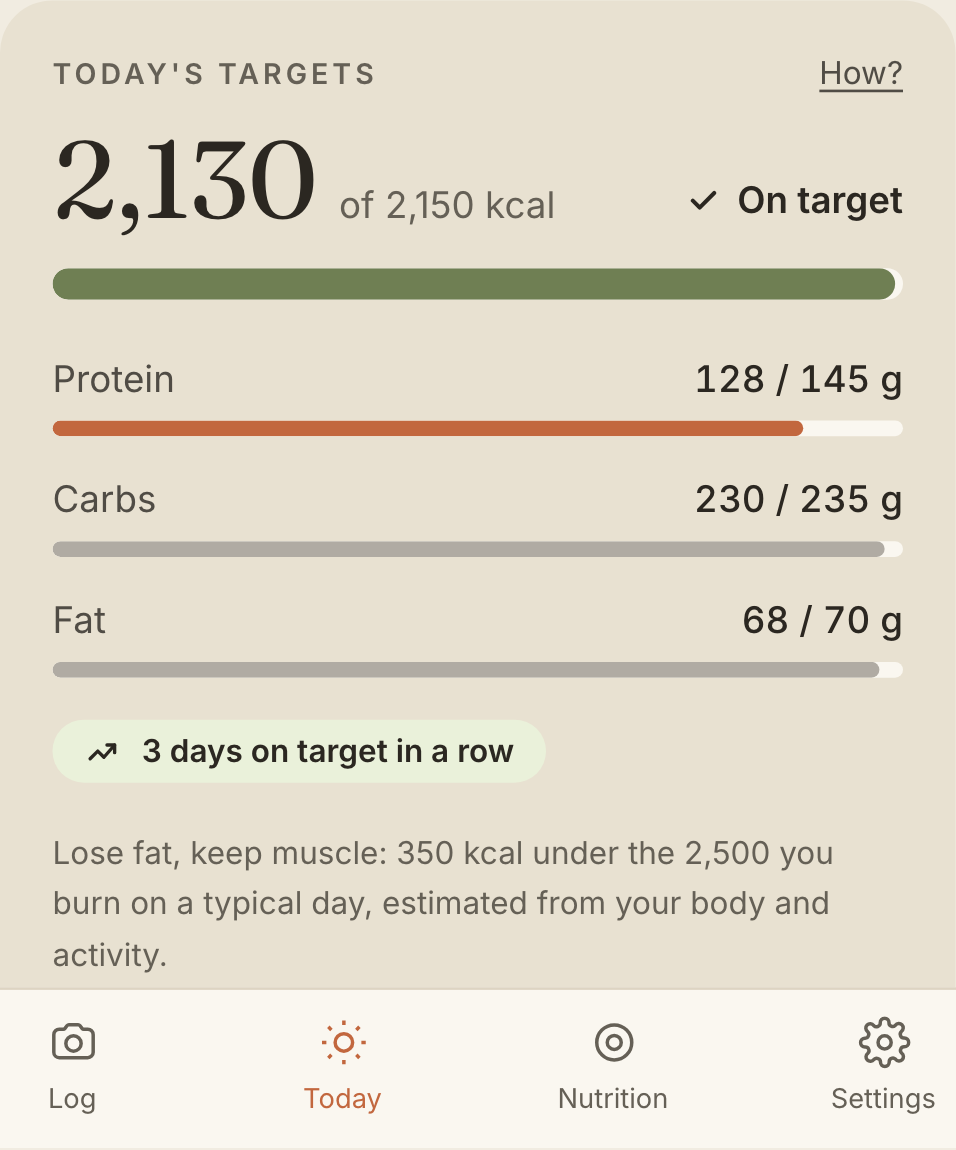 TODAY'S TARGETS
How?
2,130 of 2,150 kcal
On target
Protein
128 / 145 g
Carbs
230 / 235 g
Fat
68 / 70 g
3 days on target in a row
Lose fat, keep muscle: 350 kcal under the 2,500 you
burn on a typical day, estimated from your body and
activity.
Log
Today
Nutrition
Settings